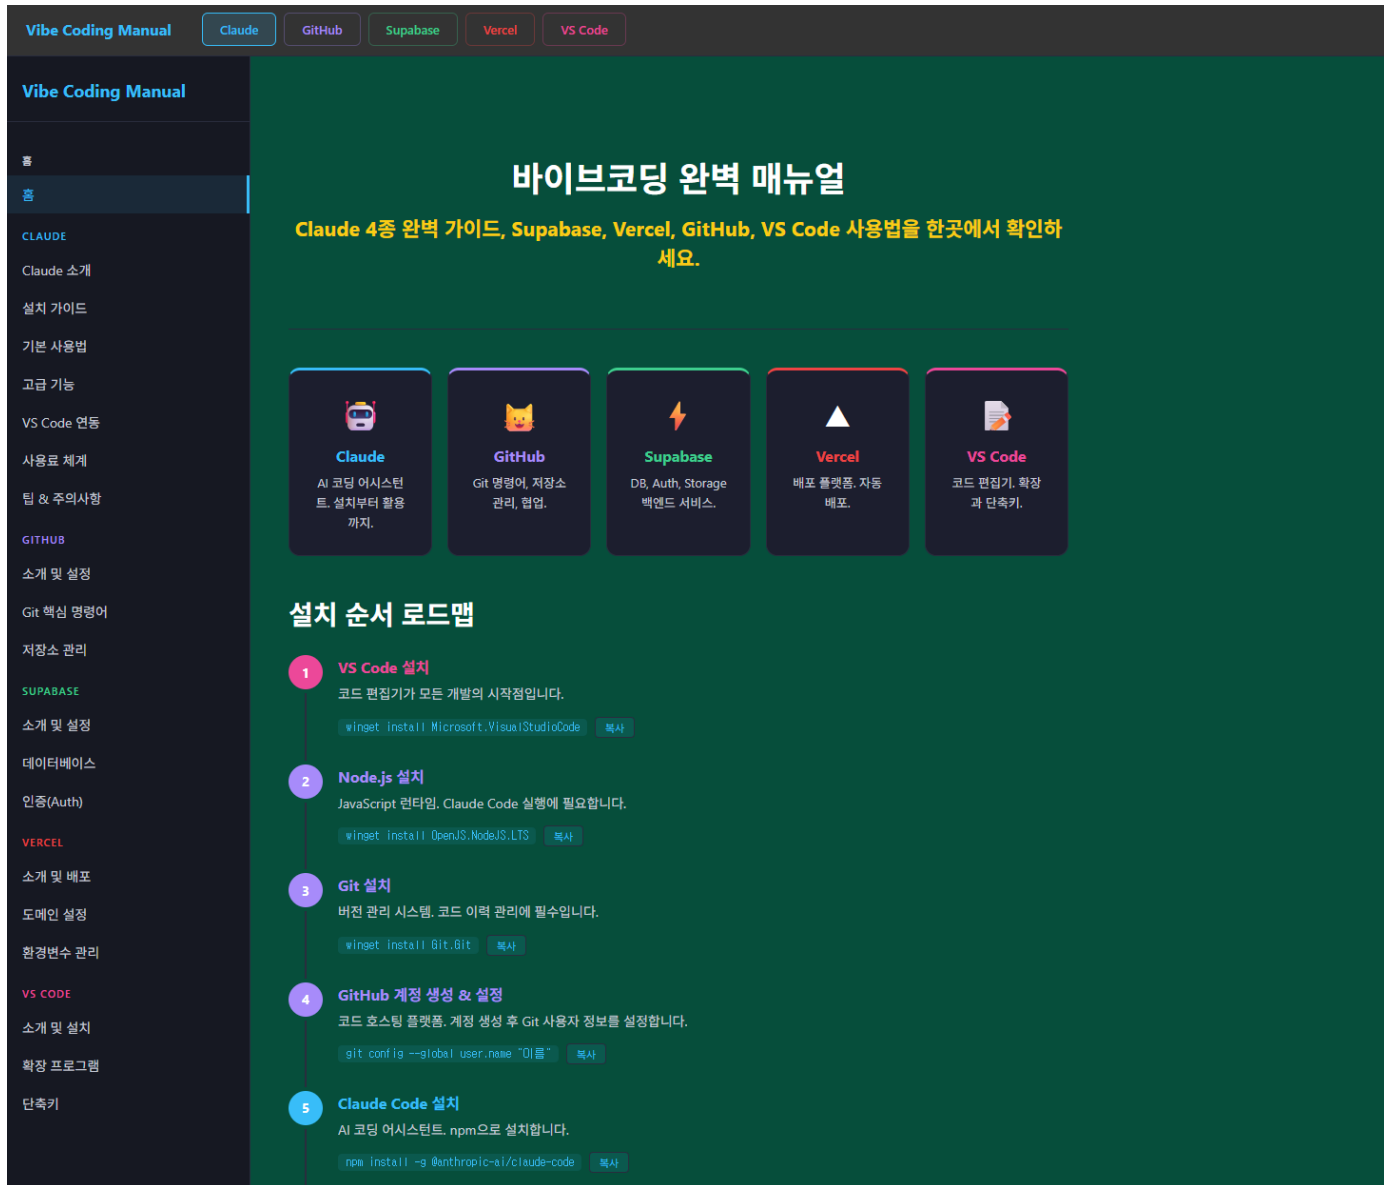 Vibe Coding Manual
Claude
GitHub
Supabase
Vercel
VS Code
Vibe Coding Manual
홈
홈
CLAUDE
Claude 소개
설치 가이드
기본 사용법
고급 기능
VS Code 연동
사용료 체계
팁 & 주의사항
GITHUB
소개 및 설정
Git 핵심 명령어
저장소 관리
SUPABASE
소개 및 설정
데이터베이스
인증(Auth)
VERCEL
소개 및 배포
도메인 설정
환경변수 관리
VS CODE
소개 및 설치
확장 프로그램
단축키
바이브코딩 완벽 매뉴얼
Claude 4종 완벽 가이드, Supabase, Vercel, GitHub, VS Code 사용법을 한곳에서 확인하
세요.
Claude
AI 코딩 어시스턴
트. 설치부터 활용
까지.
GitHub
Git 명령어, 저장소
관리, 협업.
Supabase
DB, Auth, Storage
백엔드 서비스.
Vercel
배포 플랫폼. 자동
배포.
VS Code
코드 편집기. 확장
과 단축키.
설치 순서 로드맵
1
VS Code 설치
코드 편집기가 모든 개발의 시작점입니다.
winget install Microsoft.VisualStudioCode 복사
2
Node.js 설치
JavaScript 런타임. Claude Code 실행에 필요합니다.
winget install OpenJS.NodeJS.LTS 복사
3
Git 설치
버전 관리 시스템. 코드 이력 관리에 필수입니다.
winget install Git.Git 복사
4
GitHub 계정 생성 & 설정
코드 호스팅 플랫폼. 계정 생성 후 Git 사용자 정보를 설정합니다.
git config --global user.name "이름" 복사
5
Claude Code 설치
AI 코딩 어시스턴트. npm으로 설치합니다.
npm install -g @anthropic-ai/claude-code 복사